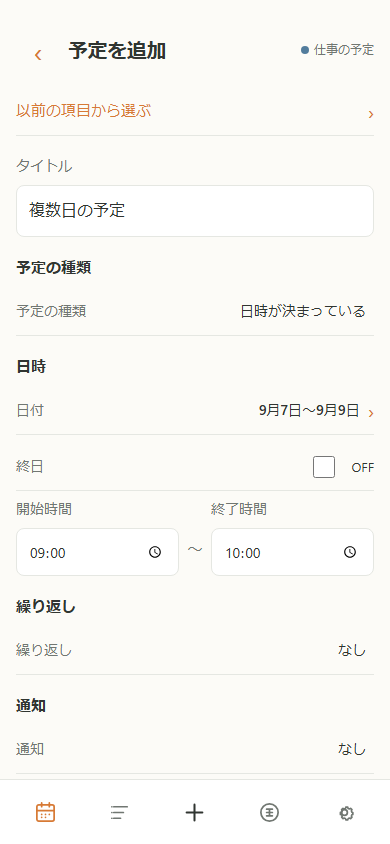 予定を追加
仕事の予定
以前の項目から選ぶ
タイトル
複数日の予定
予定の種類
予定の種類 日時が決まっている
日時
日付 9月7日〜9月9日
終日 OFF
開始時間 終了時間
09:00 〜 10:00
繰り返し
繰り返し なし
通知
通知 なし